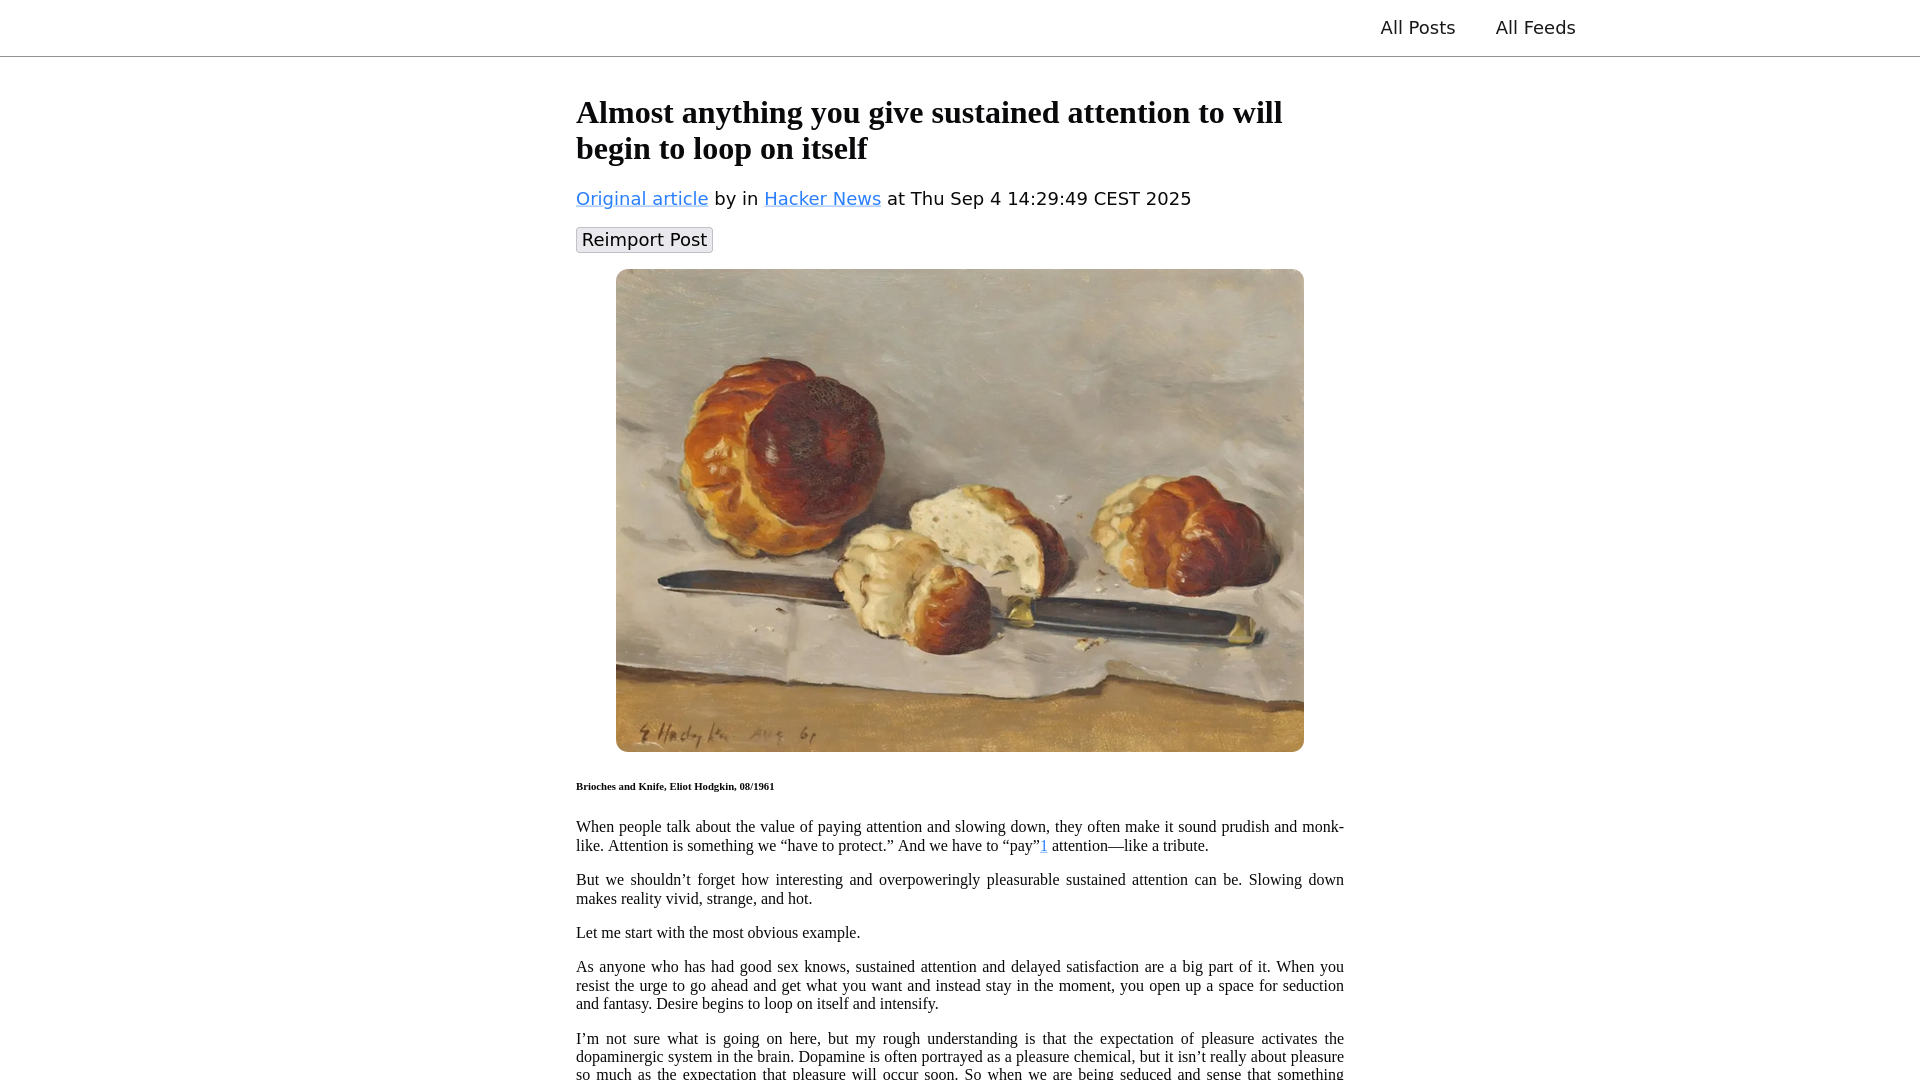 All Posts All Feeds
Almost anything you give sustained attention to will
begin to loop on itself
Original article by in Hacker News at Thu Sep 4 14:29:49 CEST 2025
Reimport Post
E Hodgkin Aug 61
Brioches and Knife, Eliot Hodgkin, 08/1961
When people talk about the value of paying attention and slowing down, they often make it sound prudish and monk-
like. Attention is something we “have to protect.” And we have to “pay”1 attention—like a tribute.
But we shouldn’t forget how interesting and overpoweringly pleasurable sustained attention can be. Slowing down
makes reality vivid, strange, and hot.
Let me start with the most obvious example.
As anyone who has had good sex knows, sustained attention and delayed satisfaction are a big part of it. When you
resist the urge to go ahead and get what you want and instead stay in the moment, you open up a space for seduction
and fantasy. Desire begins to loop on itself and intensify.
I’m not sure what is going on here, but my rough understanding is that the expectation of pleasure activates the
dopaminergic system in the brain. Dopamine is often portrayed as a pleasure chemical, but it isn’t really about pleasure
so much as the expectation that pleasure will occur soon. So when we are being seduced and sense that something